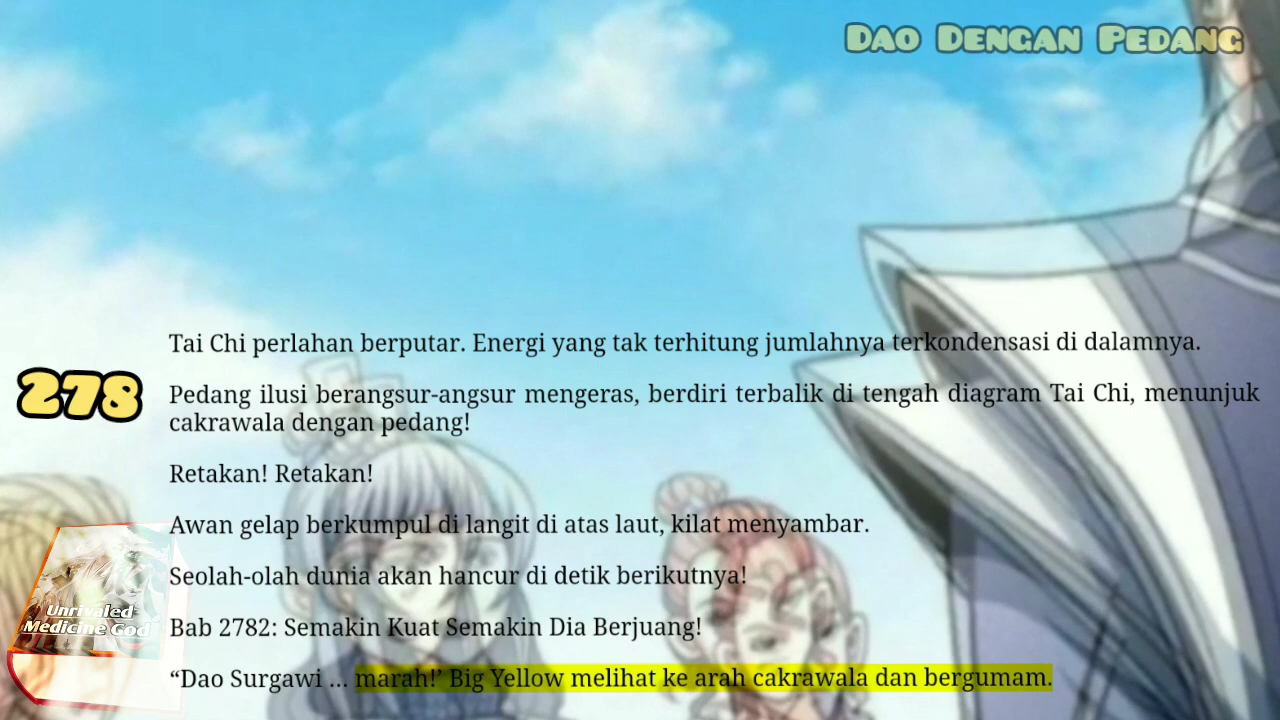 Dao Dengan Pedang
Tai Chi perlahan berputar. Energi yang tak terhitung jumlahnya terkondensasi di dalamnya.
278
Pedang ilusi berangsur-angsur mengeras, berdiri terbalik di tengah diagram Tai Chi, menunjuk
cakrawala dengan pedang!
Retakan! Retakan!
Awan gelap berkumpul di langit di atas laut, kilat menyambar.
Seolah-olah dunia akan hancur di detik berikutnya!
Unrivaled
Medicine God
Bab 2782: Semakin Kuat Semakin Dia Berjuang!
“Dao Surgawi ... marah!’ Big Yellow melihat ke arah cakrawala dan bergumam.